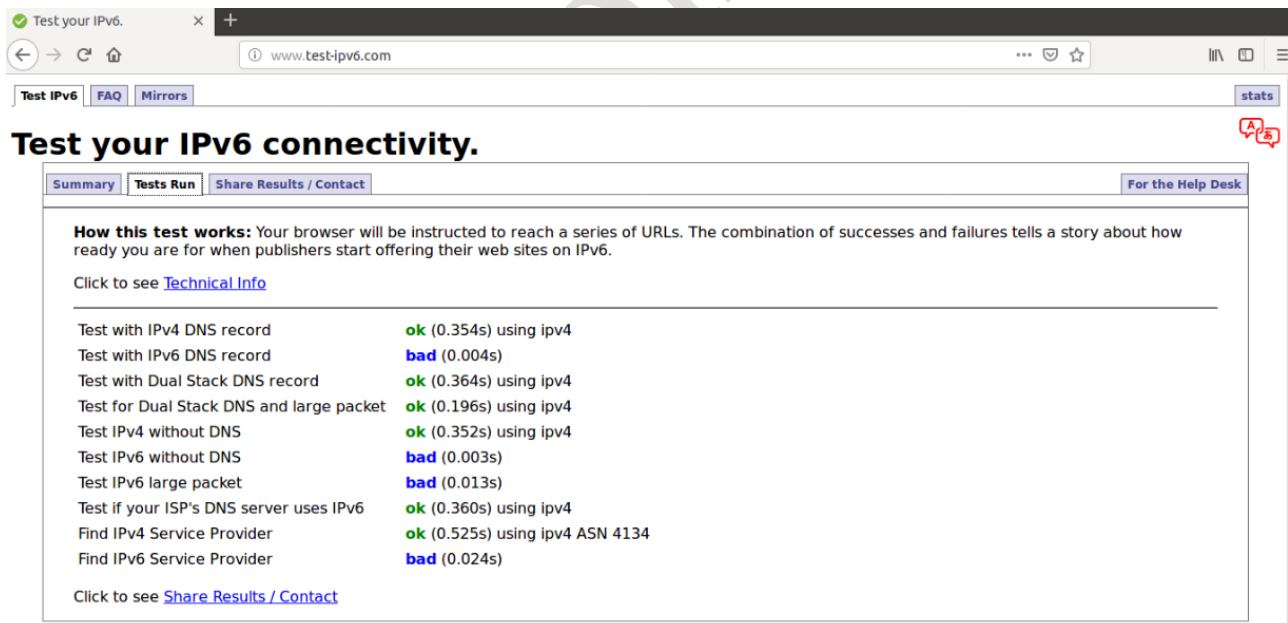 Test your IPv6.
www.test-ipv6.com
Test IPv6 FAQ Mirrors stats
Test your IPv6 connectivity.
Summary Tests Run Share Results / Contact For the Help Desk
How this test works: Your browser will be instructed to reach a series of URLs. The combination of successes and failures tells a story about how
ready you are for when publishers start offering their web sites on IPv6.
Click to see Technical Info
Test with IPv4 DNS record ok (0.354s) using ipv4
Test with IPv6 DNS record bad (0.004s)
Test with Dual Stack DNS record ok (0.364s) using ipv4
Test for Dual Stack DNS and large packet ok (0.196s) using ipv4
Test IPv4 without DNS ok (0.352s) using ipv4
Test IPv6 without DNS bad (0.003s)
Test IPv6 large packet bad (0.013s)
Test if your ISP's DNS server uses IPv6 ok (0.360s) using ipv4
Find IPv4 Service Provider ok (0.525s) using ipv4 ASN 4134
Find IPv6 Service Provider bad (0.024s)
Click to see Share Results / Contact